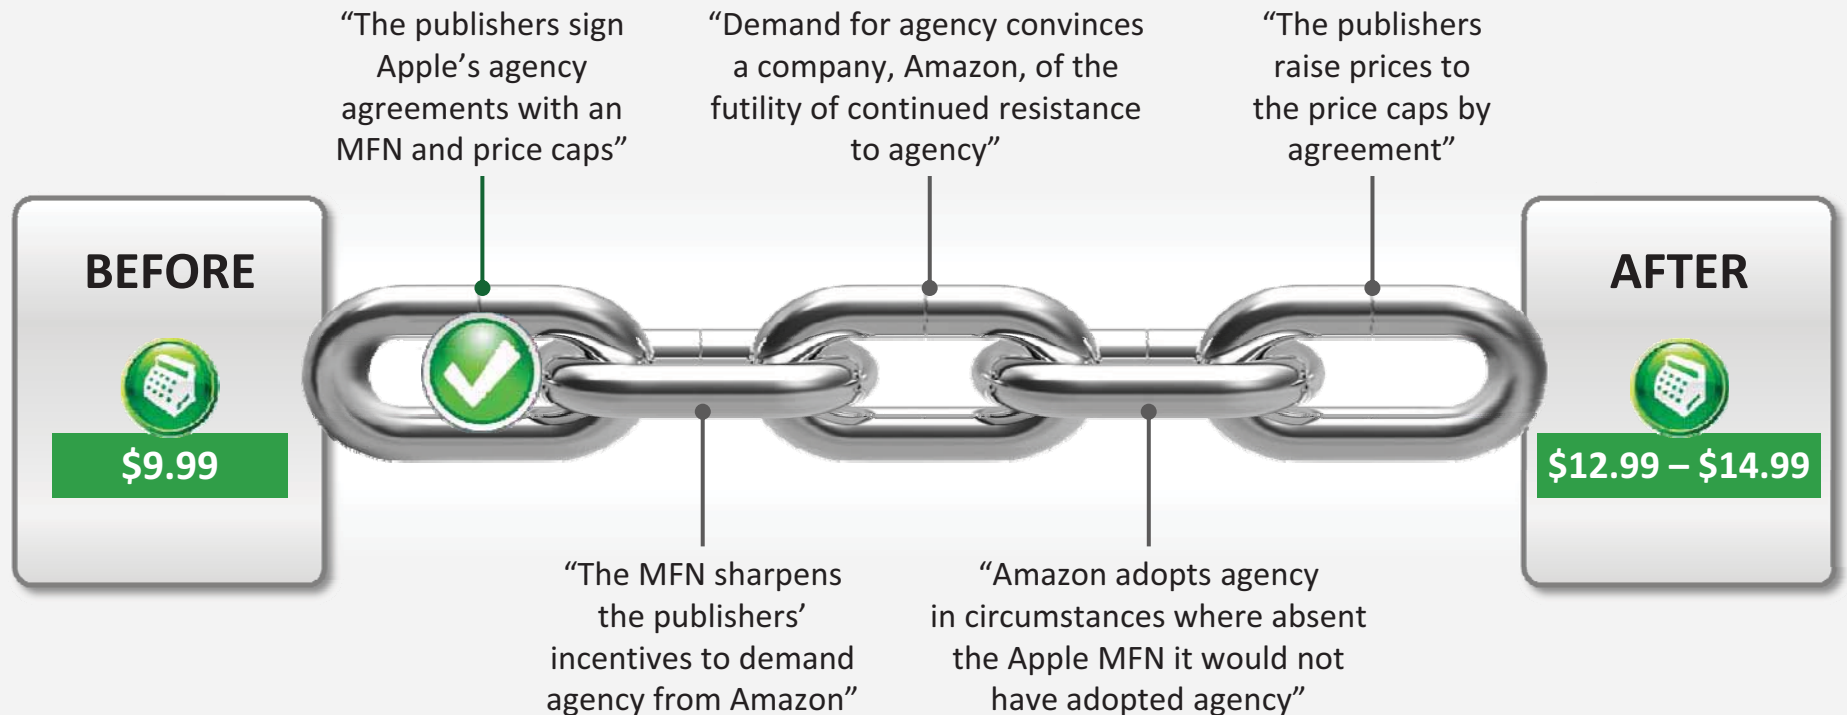 “The publishers sign
Apple’s agency
agreements with an
MFN and price caps”
“Demand for agency convinces
a company, Amazon, of the
futility of continued resistance
to agency”
“The publishers
raise prices to
the price caps by
agreement”
BEFORE
$9.99
AFTER
$12.99 – $14.99
“The MFN sharpens
the publishers’
incentives to demand
agency from Amazon”
“Amazon adopts agency
in circumstances where absent
the Apple MFN it would not
have adopted agency”